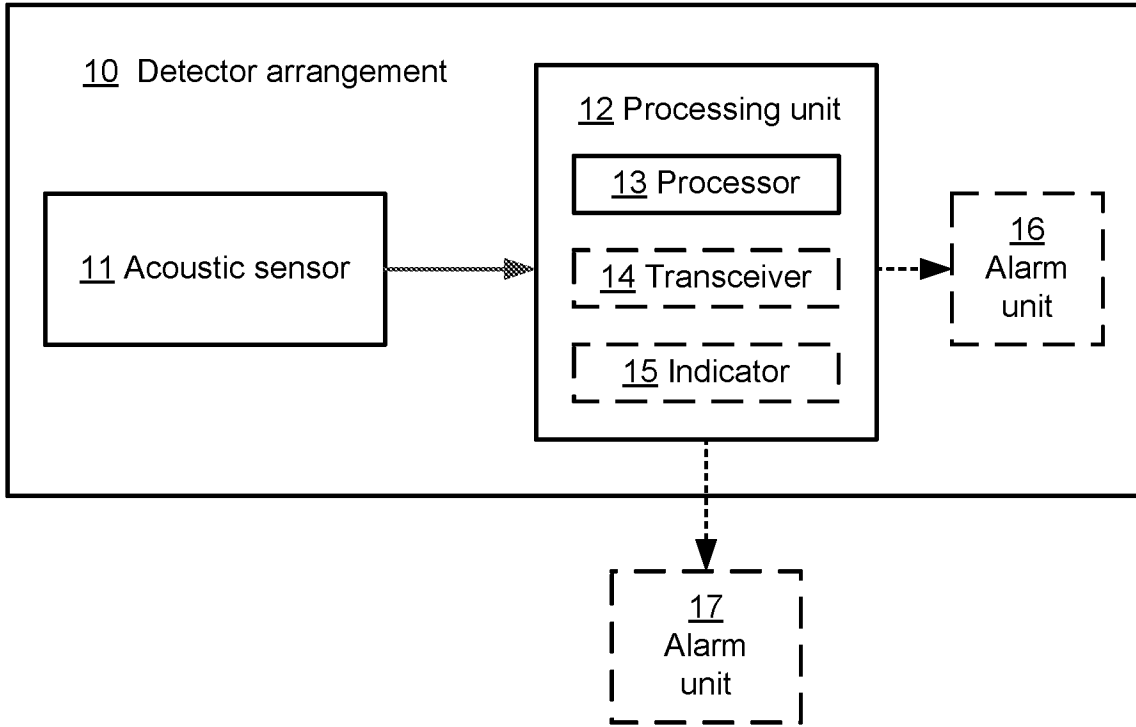 10 Detector arrangement
12 Processing unit
13 Processor
11 Acoustic sensor
14 Transceiver
15 Indicator
16
Alarm
unit
17
Alarm
unit